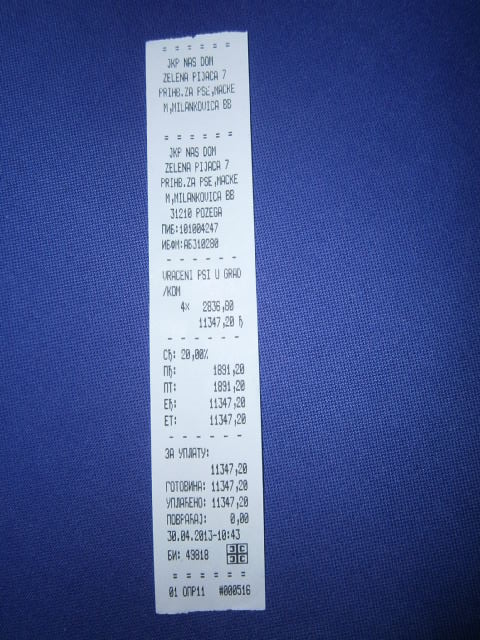 = = = = = =
JKP NAS DOM
ZELENA PIJACA 7
PRIHB.ZA PSE,MACKE
M,MILANKOVICA BB
= = = = = =
JKP NAS DOM
ZELENA PIJACA 7
PRIHB.ZA PSE,MACKE
M,MILANKOVICA BB
31210 POZEGA
ПИБ:101004247
ИБФМ:АБ310280
- - - - - -
VRACENI PSI U GRAD
/KOM
4x 2836,80
11347,20 Ђ
- - - - - -
СЂ: 20,00%
ПЂ: 1891,20
ПТ: 1891,20
ЕЂ: 11347,20
ЕТ: 11347,20
- - - - - -
ЗА УПЛАТУ:
11347,20
ГОТОВИНА: 11347,20
УПЛАЋЕНО: 11347,20
ПОВРАЋАЈ: 0,00
30.04.2013-10:43
БИ: 49818
= = = = = =
01 ОПР11 #000516